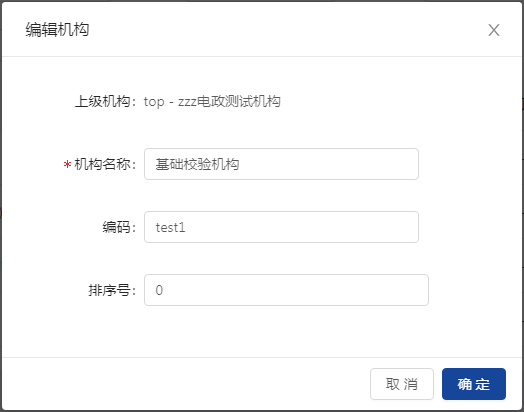 编辑机构
上级机构： top - zzz电政测试机构
* 机构名称： 基础校验机构
编码： test1
排序号： 0
取 消 确 定